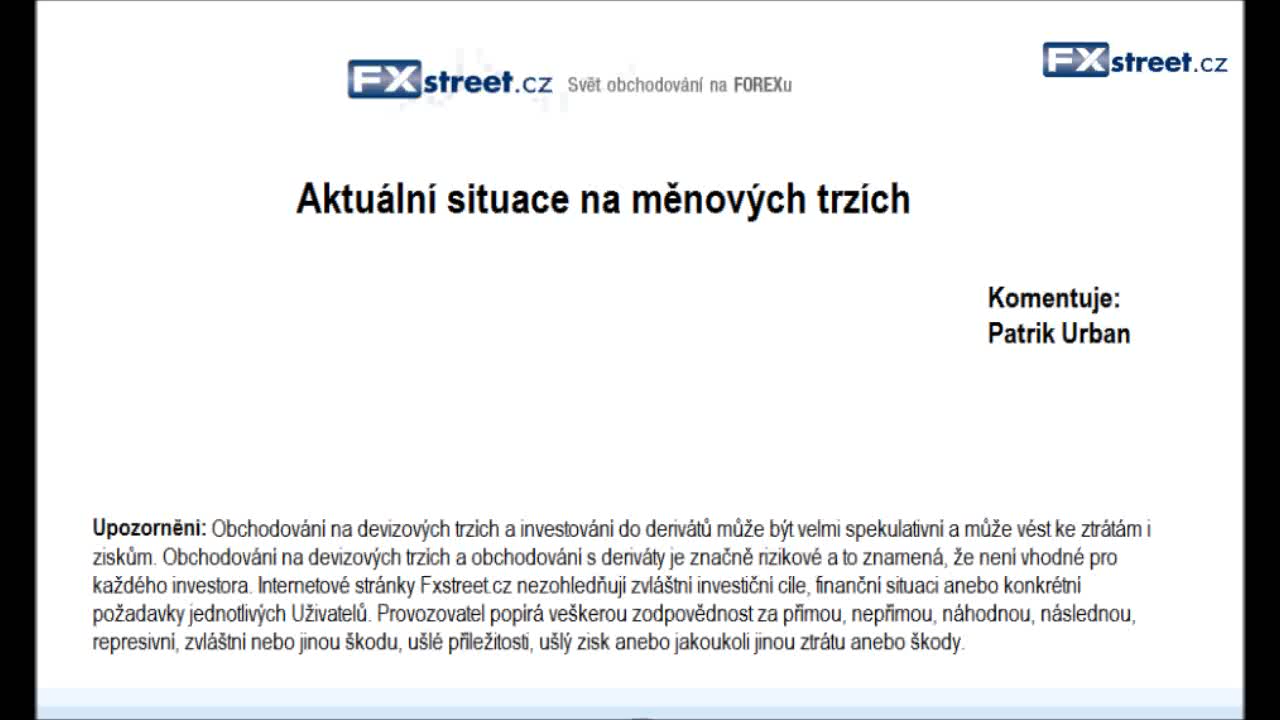 FXstreet.cz Svět obchodování na FOREXu
FXstreet.cz
Aktuální situace na měnových trzích
Komentuje:
Patrik Urban
Upozornění: Obchodování na devizových trzích a investování do derivátů může být velmi spekulativní a může vést ke ztrátám i
ziskům. Obchodování na devizových trzích a obchodování s deriváty je značně rizikové a to znamená, že není vhodné pro
každého investora. Internetové stránky Fxstreet.cz nezohledňují zvláštní investiční cíle, finanční situaci anebo konkrétní
požadavky jednotlivých Uživatelů. Provozovatel popírá veškerou zodpovědnost za přímou, nepřímou, náhodnou, následnou,
represivní, zvláštní nebo jinou škodu, ušlé příležitosti, ušlý zisk anebo jakoukoli jinou ztrátu anebo škody.